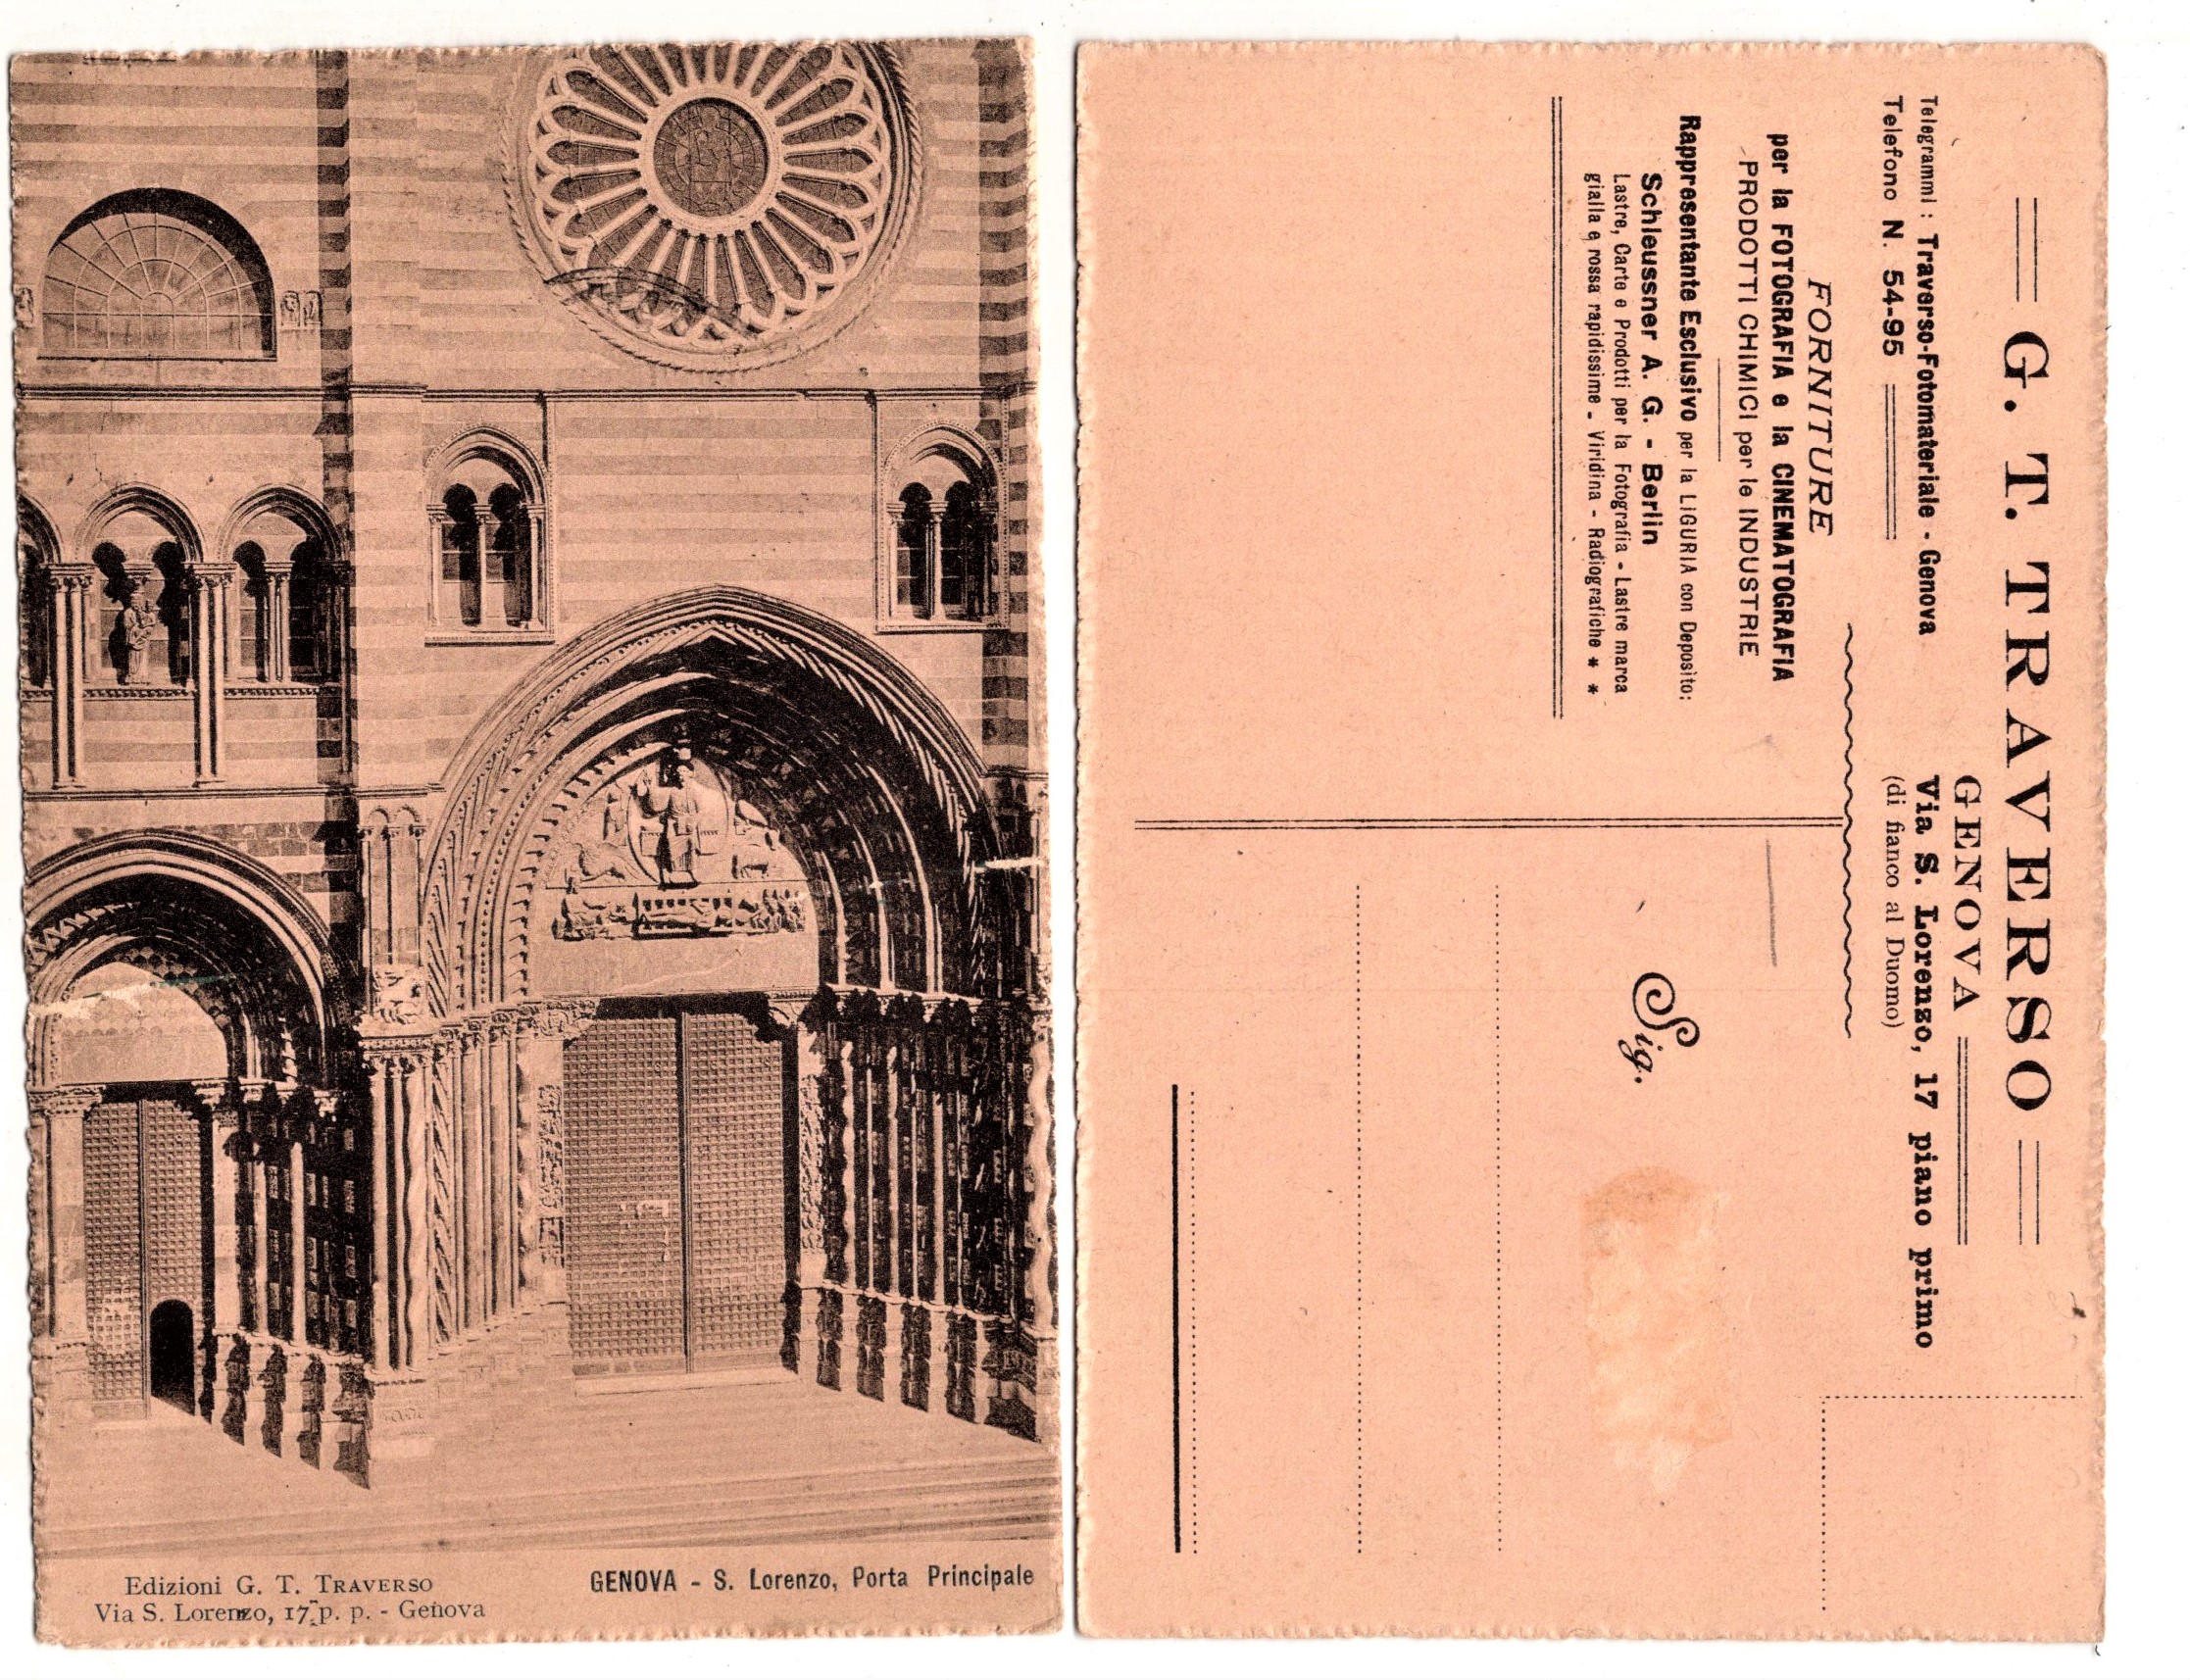 Edizioni G. T. TRAVERSO
Via S. Lorenzo, 17 p. p. - Genova
GENOVA - S. Lorenzo, Porta Principale
G. T. TRAVERSO
GENOVA
Telegrammi : Traverso-Fotomateriale - Genova
Via S. Lorenzo, 17 piano primo
Telefono N. 54-95
(di fianco al Duomo)
FORNITURE
per la FOTOGRAFIA e la CINEMATOGRAFIA
PRODOTTI CHIMICI per le INDUSTRIE
Rappresentante Esclusivo per la LIGURIA con Deposito:
Schleussner A. G. - Berlin
Lastre, Carte e Prodotti per la Fotografia - Lastre marca
gialla e rossa rapidissime - Viridina - Radiografiche * *
Sig.